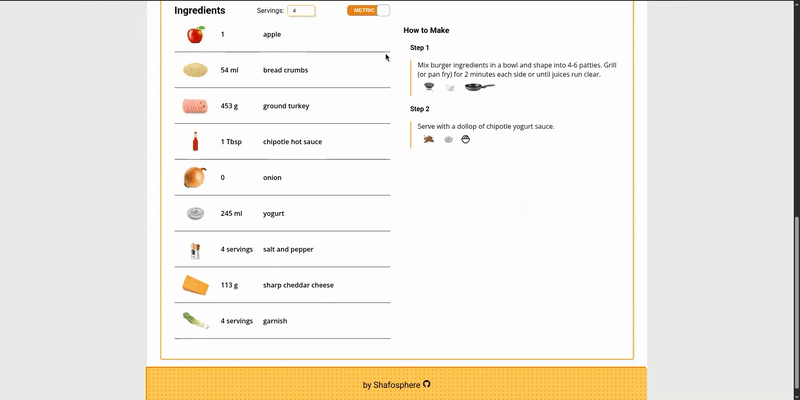 Ingredients
Servings: 4
METRIC
1 apple
54 ml bread crumbs
453 g ground turkey
1 Tbsp chipotle hot sauce
0 onion
245 ml yogurt
4 servings salt and pepper
113 g sharp cheddar cheese
4 servings garnish
How to Make
Step 1
Mix burger ingredients in a bowl and shape into 4-6 patties. Grill
(or pan fry) for 2 minutes each side or until juices run clear.
Step 2
Serve with a dollop of chipotle yogurt sauce.
by Shafosphere